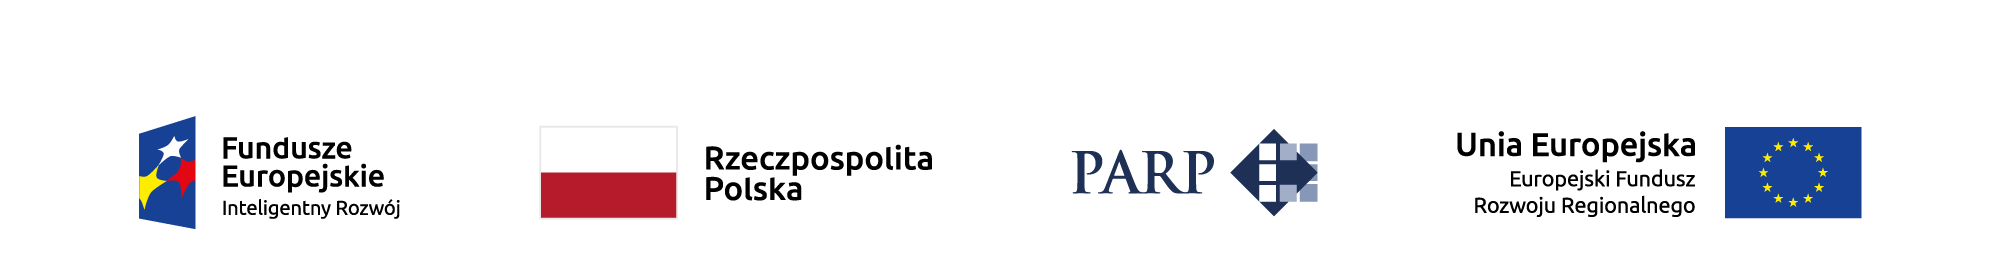 Fundusze
Europejskie
Inteligentny Rozwój
Rzeczpospolita
Polska
PARP
Unia Europejska
Europejski Fundusz
Rozwoju Regionalnego